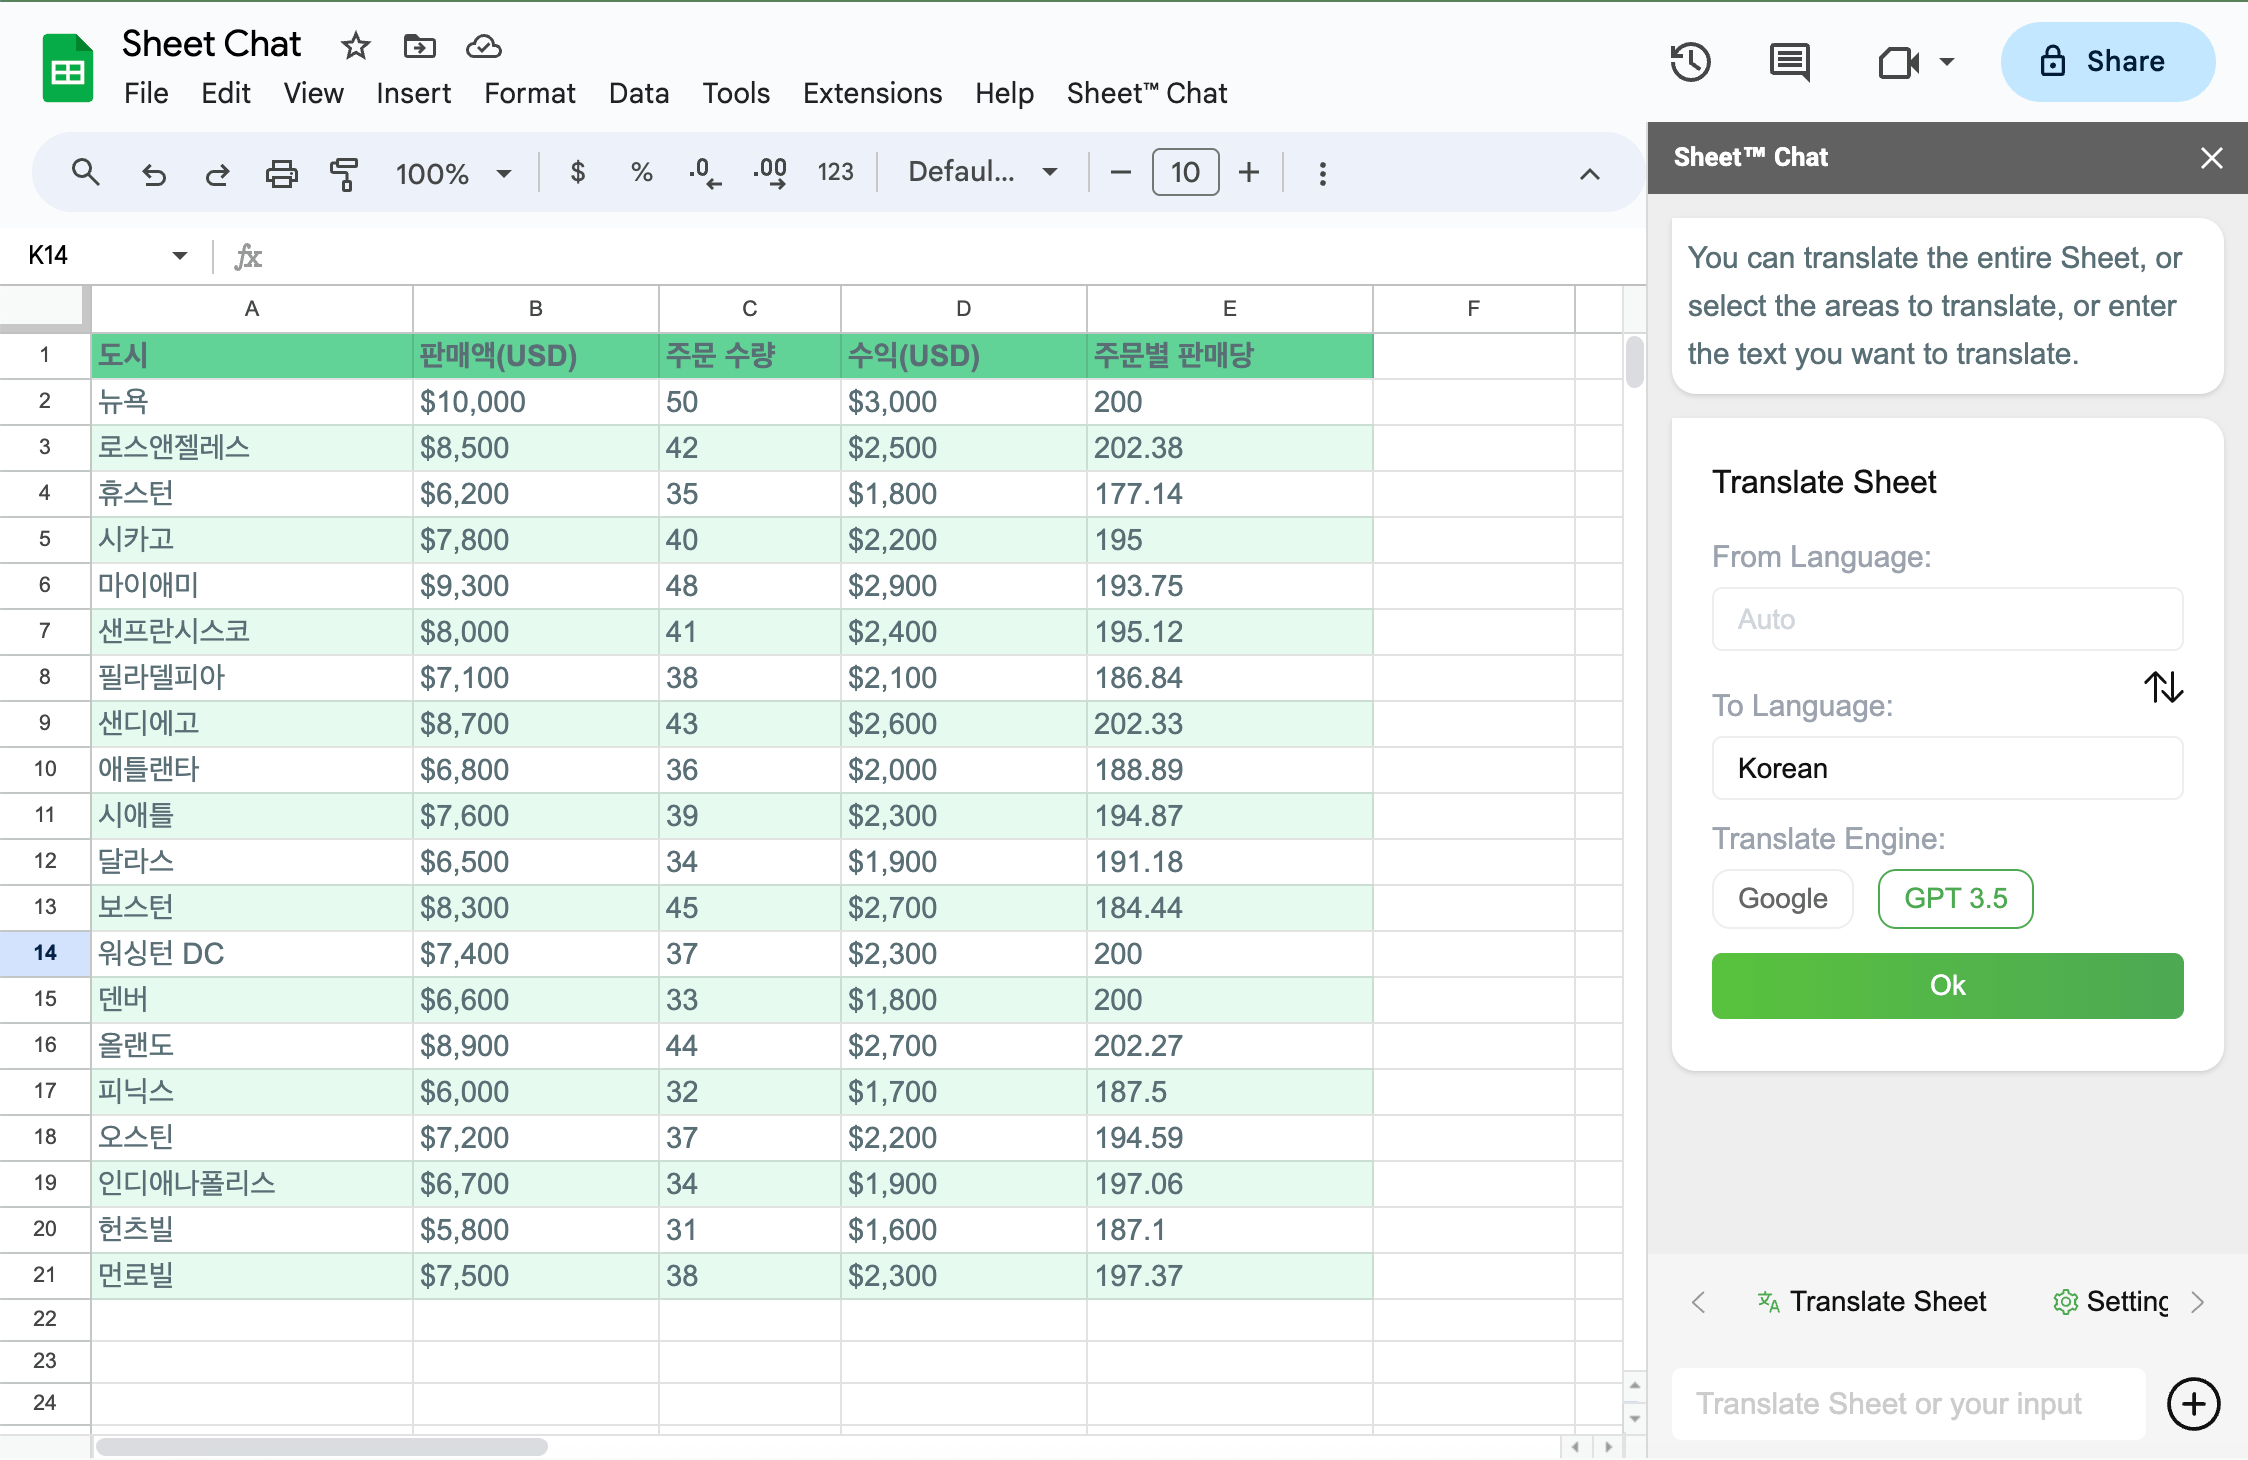 Sheet Chat
File Edit View Insert Format Data Tools Extensions Help Sheet™ Chat
Share
100% $ % .0 .00 123 Defaul... 10
K14 fx
A B C D E F
1 도시 판매액(USD) 주문 수량 수익(USD) 주문별 판매당
2 뉴욕 $10,000 50 $3,000 200
3 로스앤젤레스 $8,500 42 $2,500 202.38
4 휴스턴 $6,200 35 $1,800 177.14
5 시카고 $7,800 40 $2,200 195
6 마이애미 $9,300 48 $2,900 193.75
7 샌프란시스코 $8,000 41 $2,400 195.12
8 필라델피아 $7,100 38 $2,100 186.84
9 샌디에고 $8,700 43 $2,600 202.33
10 애틀랜타 $6,800 36 $2,000 188.89
11 시애틀 $7,600 39 $2,300 194.87
12 달라스 $6,500 34 $1,900 191.18
13 보스턴 $8,300 45 $2,700 184.44
14 워싱턴 DC $7,400 37 $2,300 200
15 덴버 $6,600 33 $1,800 200
16 올랜도 $8,900 44 $2,700 202.27
17 피닉스 $6,000 32 $1,700 187.5
18 오스틴 $7,200 37 $2,200 194.59
19 인디애나폴리스 $6,700 34 $1,900 197.06
20 헌츠빌 $5,800 31 $1,600 187.1
21 먼로빌 $7,500 38 $2,300 197.37
22
23
24
Sheet™ Chat
You can translate the entire Sheet, or
select the areas to translate, or enter
the text you want to translate.
Translate Sheet
From Language:
Auto
To Language:
Korean
Translate Engine:
Google GPT 3.5
Ok
Translate Sheet Setting
Translate Sheet or your input